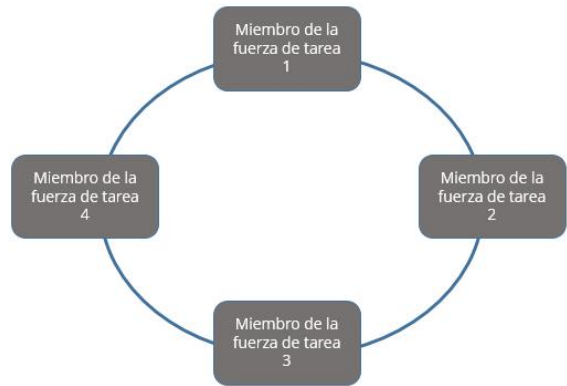 Miembro de la
fuerza de tarea
1
Miembro de la
fuerza de tarea
4
Miembro de la
fuerza de tarea
2
Miembro de la
fuerza de tarea
3